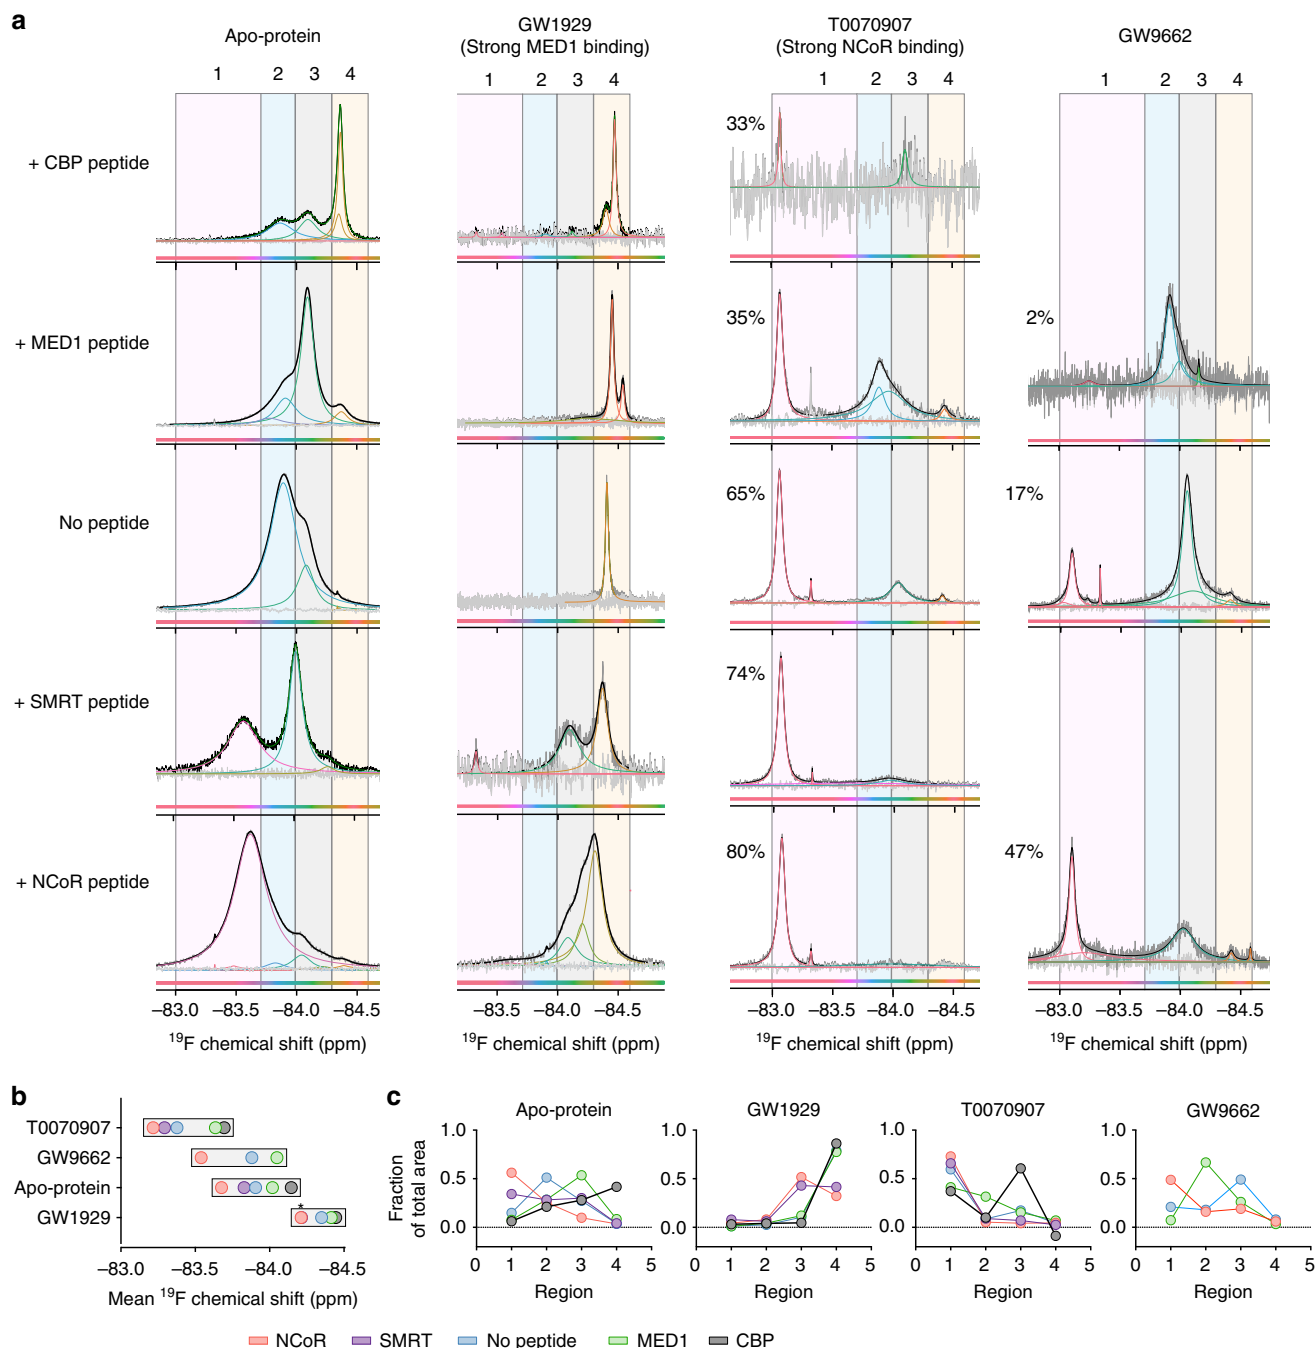 a
Apo-protein
GW1929
(Strong MED1 binding)
T0070907
(Strong NCoR binding)
GW9662
1 2 3 4
1 2 3 4
1 2 3 4
1 2 3 4
+ CBP peptide
33%
+ MED1 peptide
35%
2%
No peptide
65%
17%
+ SMRT peptide
74%
+ NCoR peptide
80%
47%
−83.0 −83.5 −84.0 −84.5
−83.0 −83.5 −84.0 −84.5
−83.0 −83.5 −84.0 −84.5
−83.0 −83.5 −84.0 −84.5
¹⁹F chemical shift (ppm)
¹⁹F chemical shift (ppm)
¹⁹F chemical shift (ppm)
¹⁹F chemical shift (ppm)
b
T0070907
GW9662
Apo-protein
GW1929
*
−83.0 −83.5 −84.0 −84.5
Mean ¹⁹F chemical shift (ppm)
c
Apo-protein
GW1929
T0070907
GW9662
Fraction
of total area
1.0
0.5
0.0
1.0
0.5
0.0
1.0
0.5
0.0
1.0
0.5
0.0
0 1 2 3 4 5
0 1 2 3 4 5
0 1 2 3 4 5
0 1 2 3 4 5
Region
Region
Region
Region
NCoR SMRT No peptide MED1 CBP